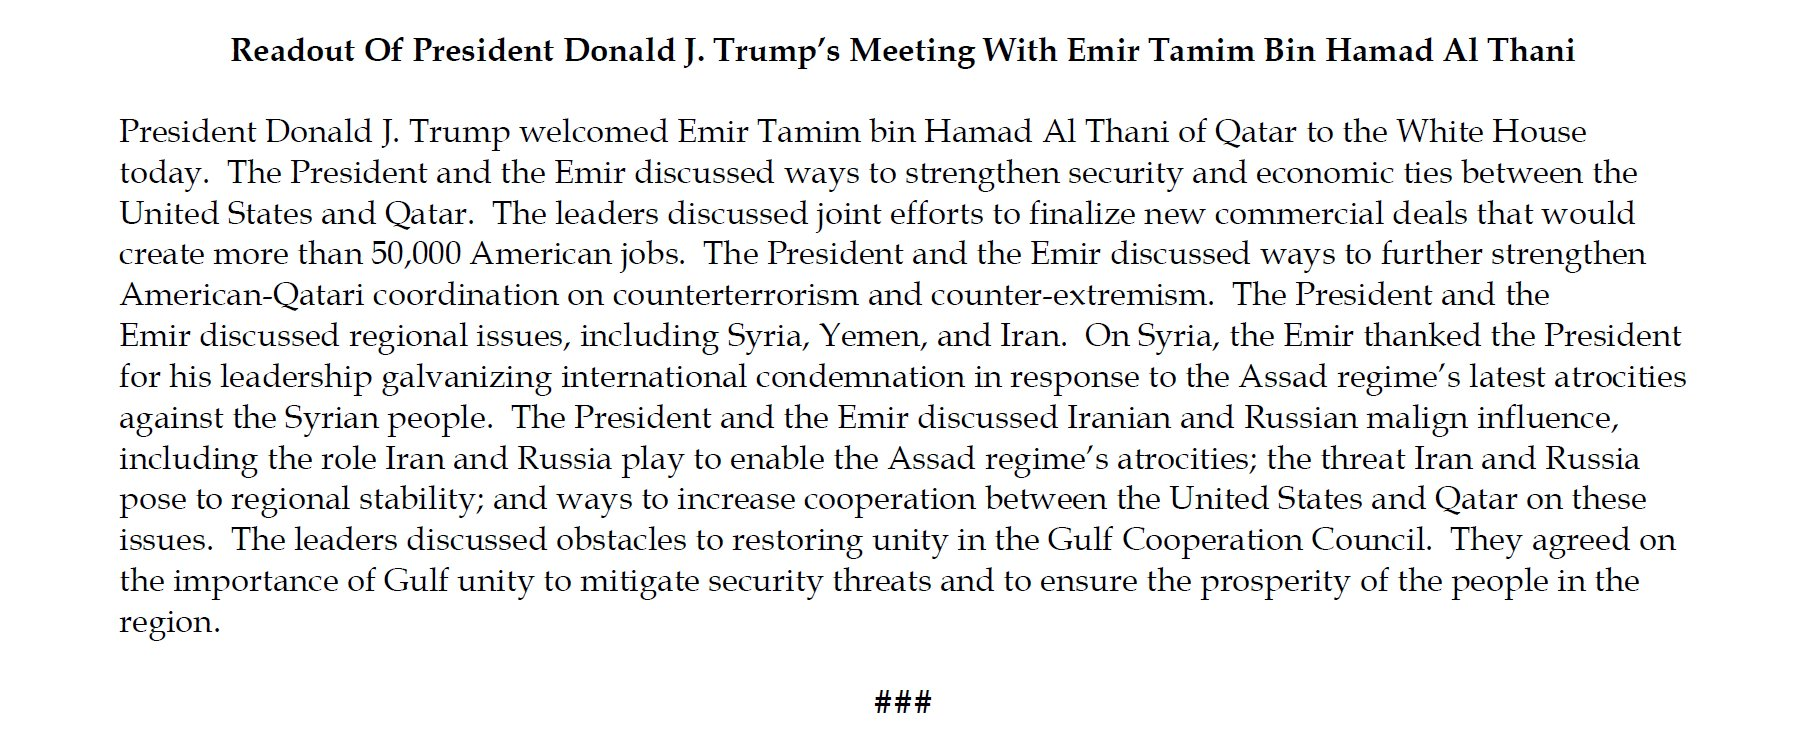 Readout Of President Donald J. Trump’s Meeting With Emir Tamim Bin Hamad Al Thani
President Donald J. Trump welcomed Emir Tamim bin Hamad Al Thani of Qatar to the White House
today.  The President and the Emir discussed ways to strengthen security and economic ties between the
United States and Qatar.  The leaders discussed joint efforts to finalize new commercial deals that would
create more than 50,000 American jobs.  The President and the Emir discussed ways to further strengthen
American-Qatari coordination on counterterrorism and counter-extremism.  The President and the
Emir discussed regional issues, including Syria, Yemen, and Iran.  On Syria, the Emir thanked the President
for his leadership galvanizing international condemnation in response to the Assad regime’s latest atrocities
against the Syrian people.  The President and the Emir discussed Iranian and Russian malign influence,
including the role Iran and Russia play to enable the Assad regime’s atrocities; the threat Iran and Russia
pose to regional stability; and ways to increase cooperation between the United States and Qatar on these
issues.  The leaders discussed obstacles to restoring unity in the Gulf Cooperation Council.  They agreed on
the importance of Gulf unity to mitigate security threats and to ensure the prosperity of the people in the
region.
###